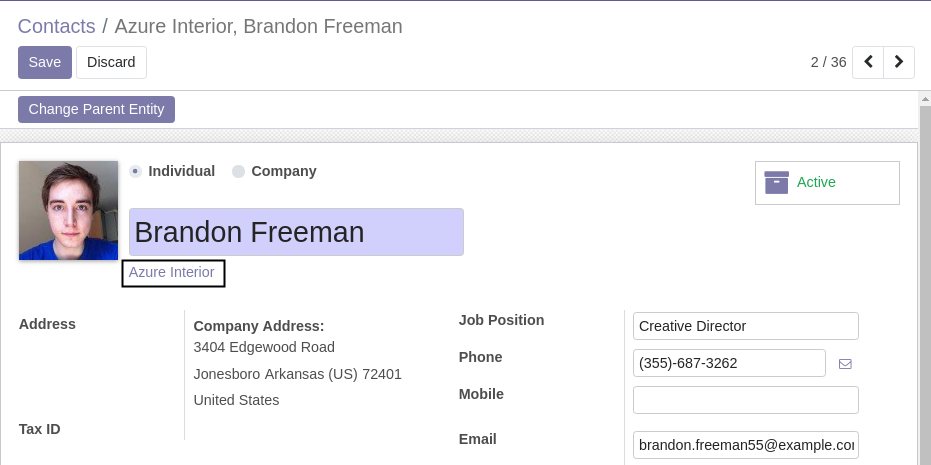 Contacts / Azure Interior, Brandon Freeman
Save Discard
2 / 36
Change Parent Entity
Individual Company
Active
Brandon Freeman
Azure Interior
Address
Company Address:
3404 Edgewood Road
Jonesboro Arkansas (US) 72401
United States
Tax ID
Job Position
Creative Director
Phone
(355)-687-3262
Mobile
Email
brandon.freeman55@example.co